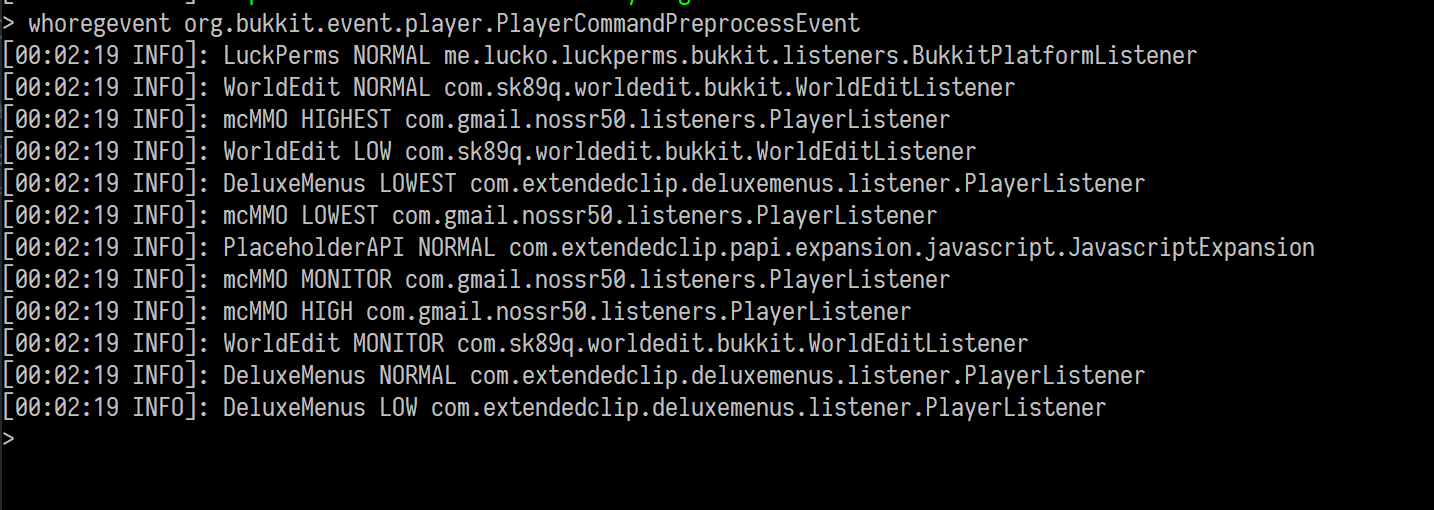 > whoregevent org.bukkit.event.player.PlayerCommandPreprocessEvent
[00:02:19 INFO]: LuckPerms NORMAL me.lucko.luckperms.bukkit.listeners.BukkitPlatformListener
[00:02:19 INFO]: WorldEdit NORMAL com.sk89q.worldedit.bukkit.WorldEditListener
[00:02:19 INFO]: mcMMO HIGHEST com.gmail.nossr50.listeners.PlayerListener
[00:02:19 INFO]: WorldEdit LOW com.sk89q.worldedit.bukkit.WorldEditListener
[00:02:19 INFO]: DeluxeMenus LOWEST com.extendedclip.deluxemenus.listener.PlayerListener
[00:02:19 INFO]: mcMMO LOWEST com.gmail.nossr50.listeners.PlayerListener
[00:02:19 INFO]: PlaceholderAPI NORMAL com.extendedclip.papi.expansion.javascript.JavascriptExpansion
[00:02:19 INFO]: mcMMO MONITOR com.gmail.nossr50.listeners.PlayerListener
[00:02:19 INFO]: mcMMO HIGH com.gmail.nossr50.listeners.PlayerListener
[00:02:19 INFO]: WorldEdit MONITOR com.sk89q.worldedit.bukkit.WorldEditListener
[00:02:19 INFO]: DeluxeMenus NORMAL com.extendedclip.deluxemenus.listener.PlayerListener
[00:02:19 INFO]: DeluxeMenus LOW com.extendedclip.deluxemenus.listener.PlayerListener
>